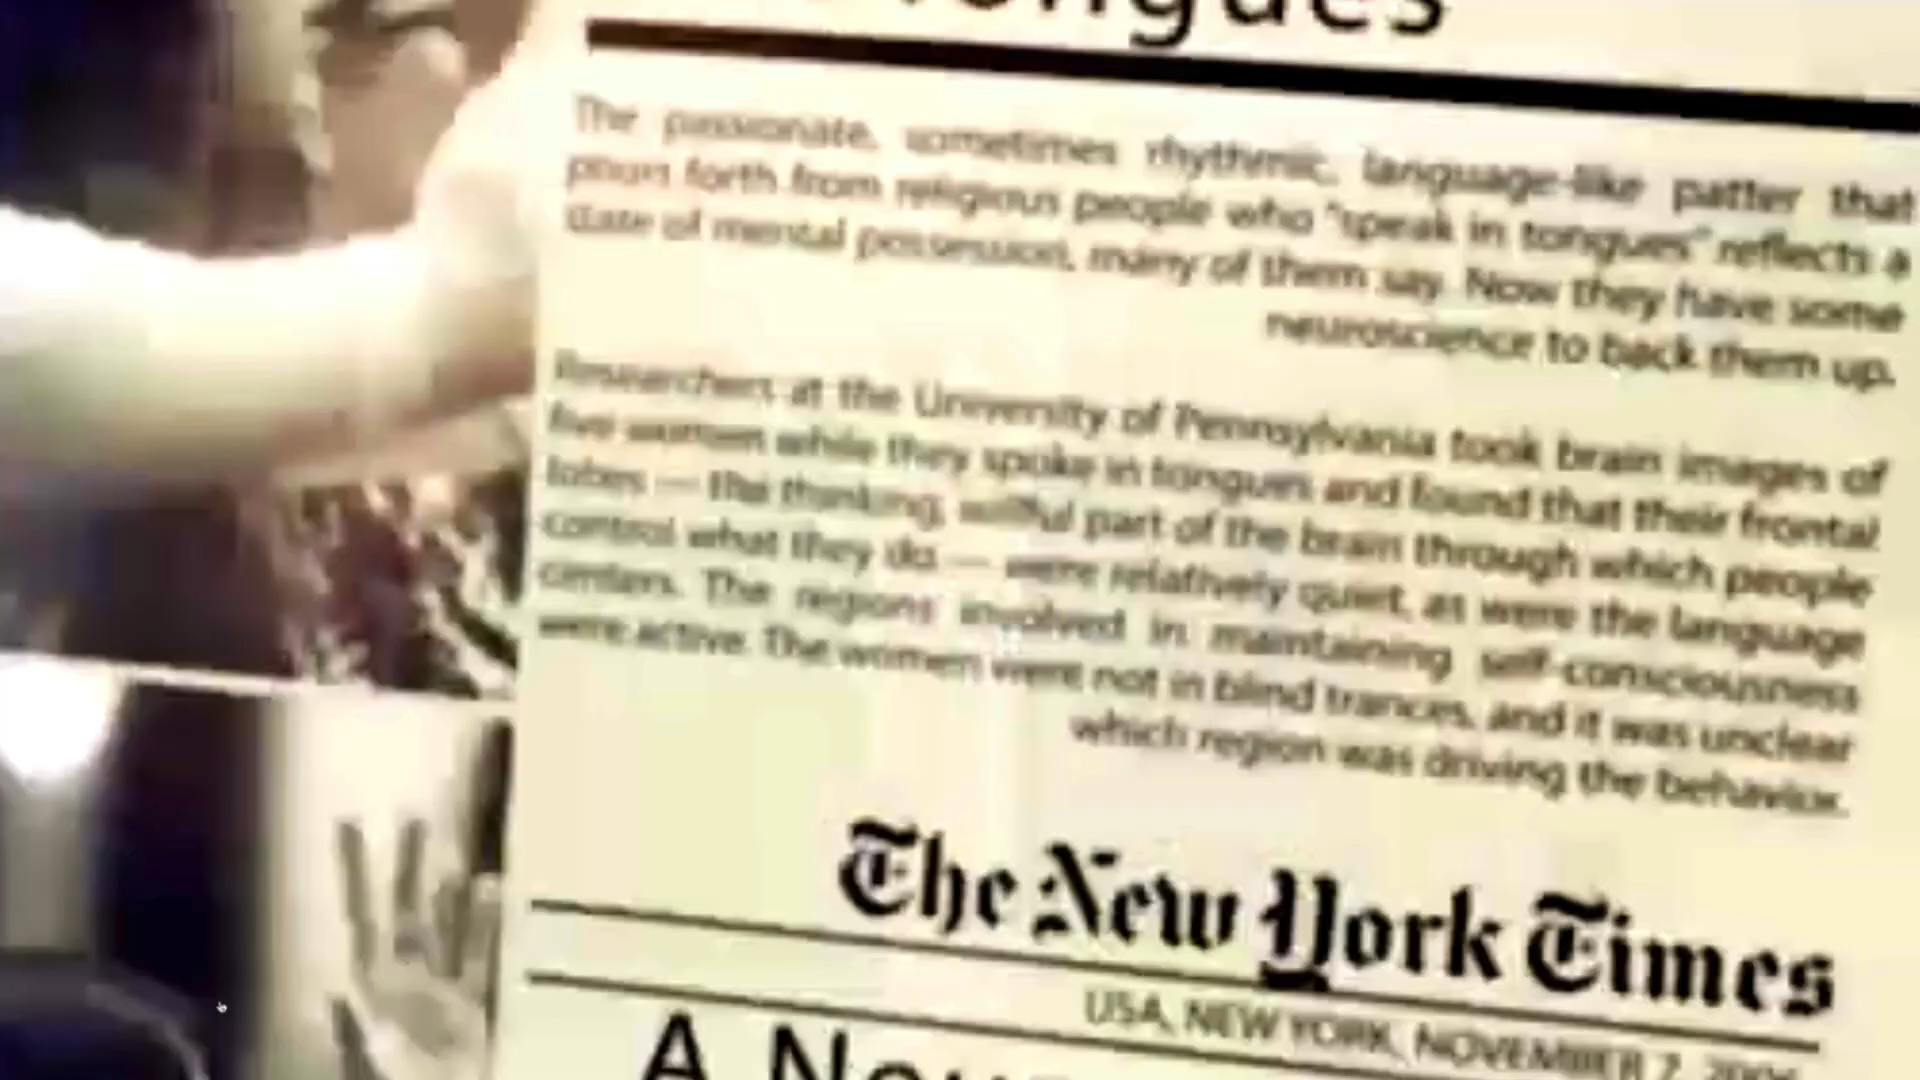 Tongues
The passionate, sometimes rhythmic, language-like patter that
pours forth from religious people who "speak in tongues" reflects a
state of mental possession, many of them say. Now they have some
neuroscience to back them up.
Researchers at the University of Pennsylvania took brain images of
five women while they spoke in tongues and found that their frontal
lobes — the thinking, willful part of the brain through which people
control what they do — were relatively quiet, as were the language
centers. The regions involved in maintaining self-consciousness
were active. The women were not in blind trances, and it was unclear
which region was driving the behavior.
The New York Times
USA, NEW YORK, NOVEMBER 7, 2006
A